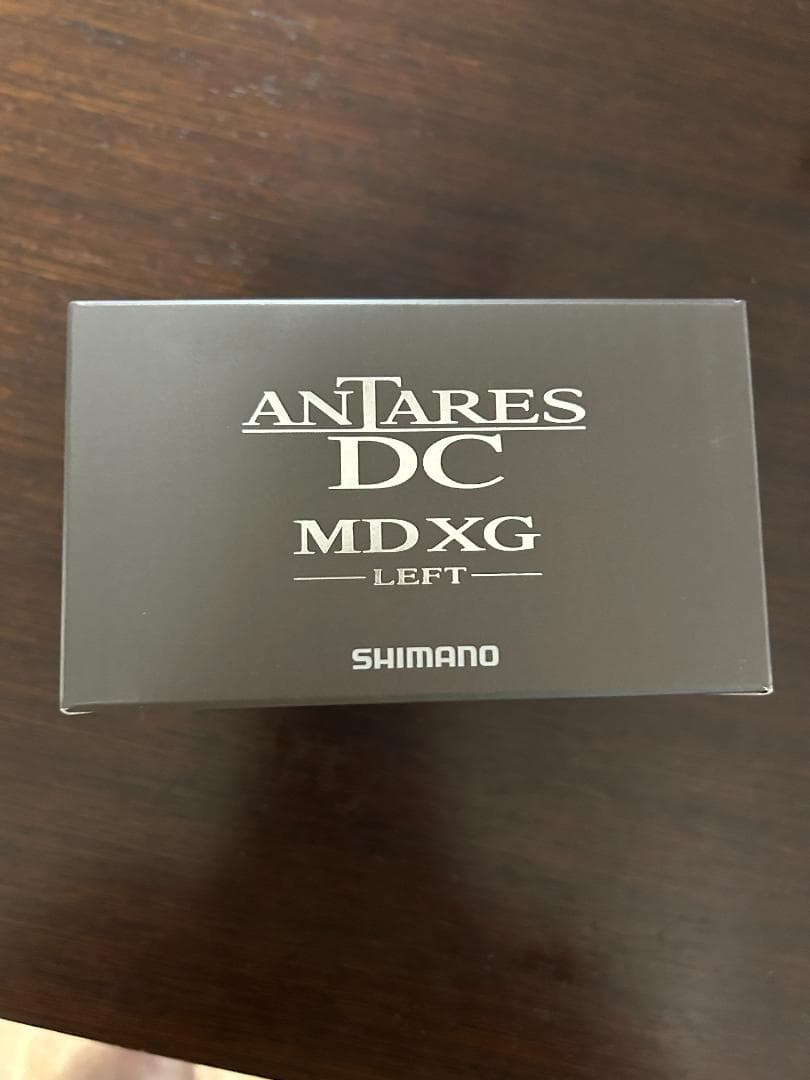 ANTARES
DC
MD XG
LEFT
SHIMANO